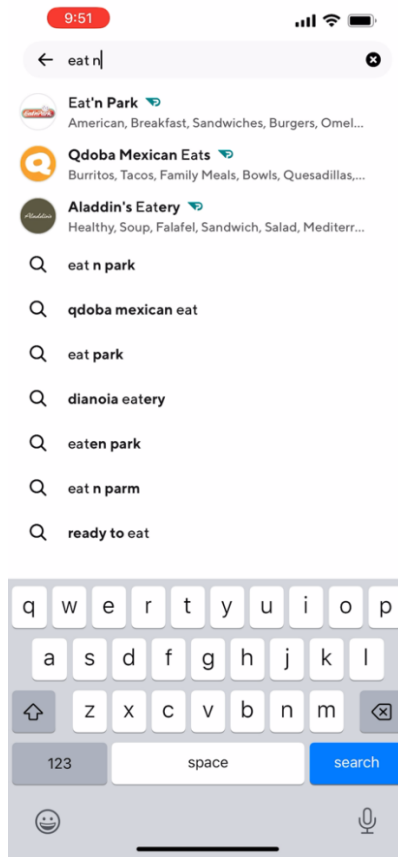 9:51
eat n
Eat'n Park
American, Breakfast, Sandwiches, Burgers, Omel...
Qdoba Mexican Eats
Burritos, Tacos, Family Meals, Bowls, Quesadillas,...
Aladdin's Eatery
Healthy, Soup, Falafel, Sandwich, Salad, Mediterr...
eat n park
qdoba mexican eat
eat park
dianoia eatery
eaten park
eat n parm
ready to eat
q w e r t y u i o p
a s d f g h j k l
z x c v b n m
123 space search